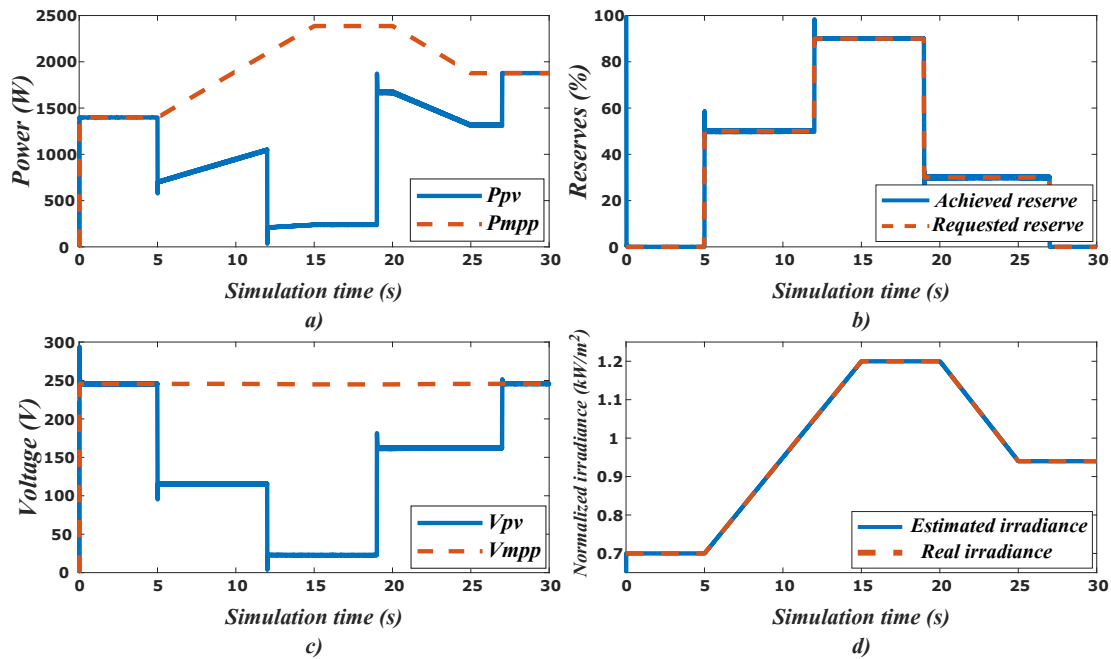 2500
2000
1500
1000
500
0
Power (W)
Ppv
Pmpp
0 5 10 15 20 25 30
Simulation time (s)
a)
100
80
60
40
20
0
Reserves (%)
Achieved reserve
Requested reserve
0 5 10 15 20 25 30
Simulation time (s)
b)
300
250
200
150
100
50
0
Voltage (V)
Vpv
Vmpp
0 5 10 15 20 25 30
Simulation time (s)
c)
1.2
1
0.9
0.8
0.7
Normalized irradiance (kW/m²)
Estimated irradiance
Real irradiance
0 5 10 15 20 25 30
Simulation time (s)
d)